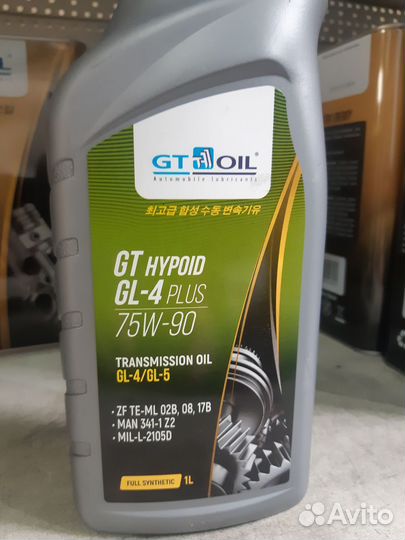 GT OIL®
Automobile lubricants
최고급 합성 수동 변속기유
GT HYPOID
GL-4 PLUS
75W-90
TRANSMISSION OIL
GL-4/GL-5
• ZF TE-ML 02B, 08, 17B
• MAN 341-1 Z2
• MIL-L-2105D
FULL SYNTHETIC 1L
Avito